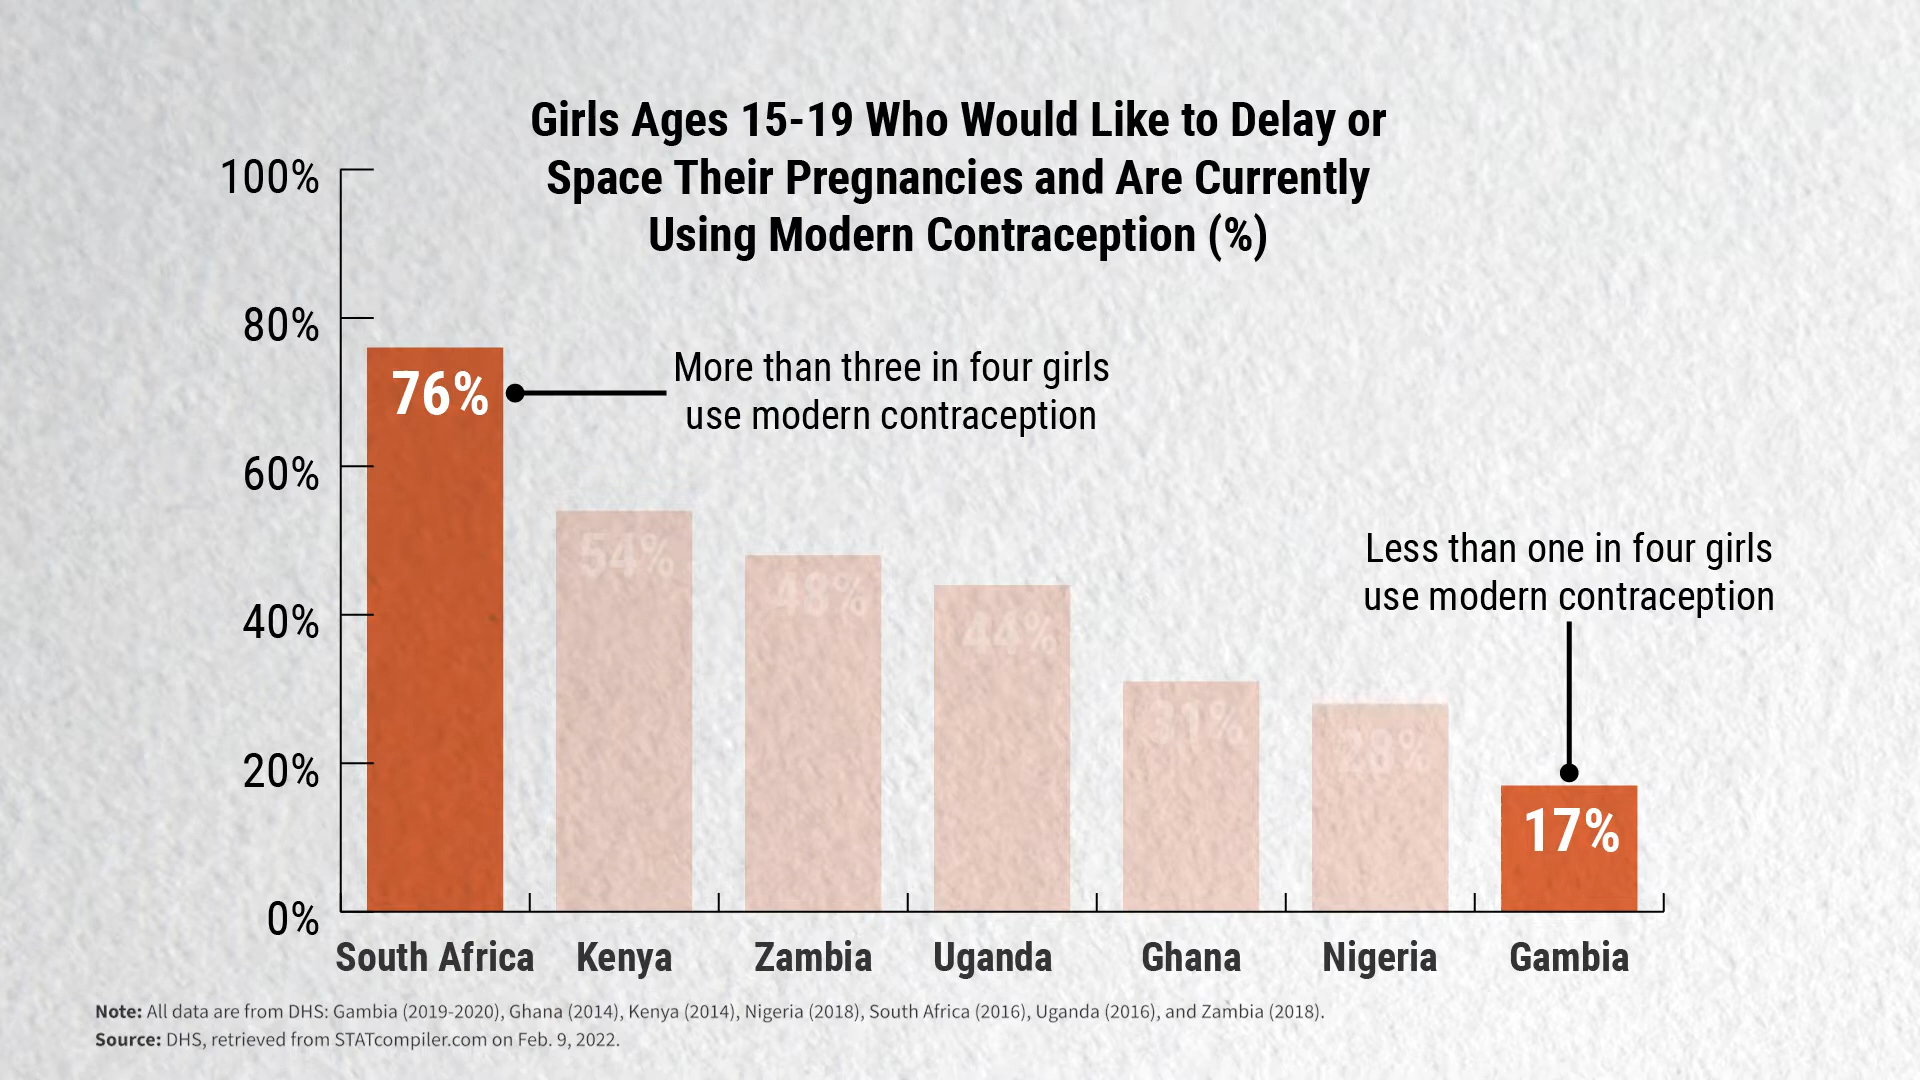 Girls Ages 15-19 Who Would Like to Delay or
Space Their Pregnancies and Are Currently
Using Modern Contraception (%)
100%
80%
60%
40%
20%
0%
76%
More than three in four girls
use modern contraception
54%
48%
44%
31%
28%
Less than one in four girls
use modern contraception
17%
South Africa
Kenya
Zambia
Uganda
Ghana
Nigeria
Gambia
Note: All data are from DHS: Gambia (2019-2020), Ghana (2014), Kenya (2014), Nigeria (2018), South Africa (2016), Uganda (2016), and Zambia (2018).
Source: DHS, retrieved from STATcompiler.com on Feb. 9, 2022.